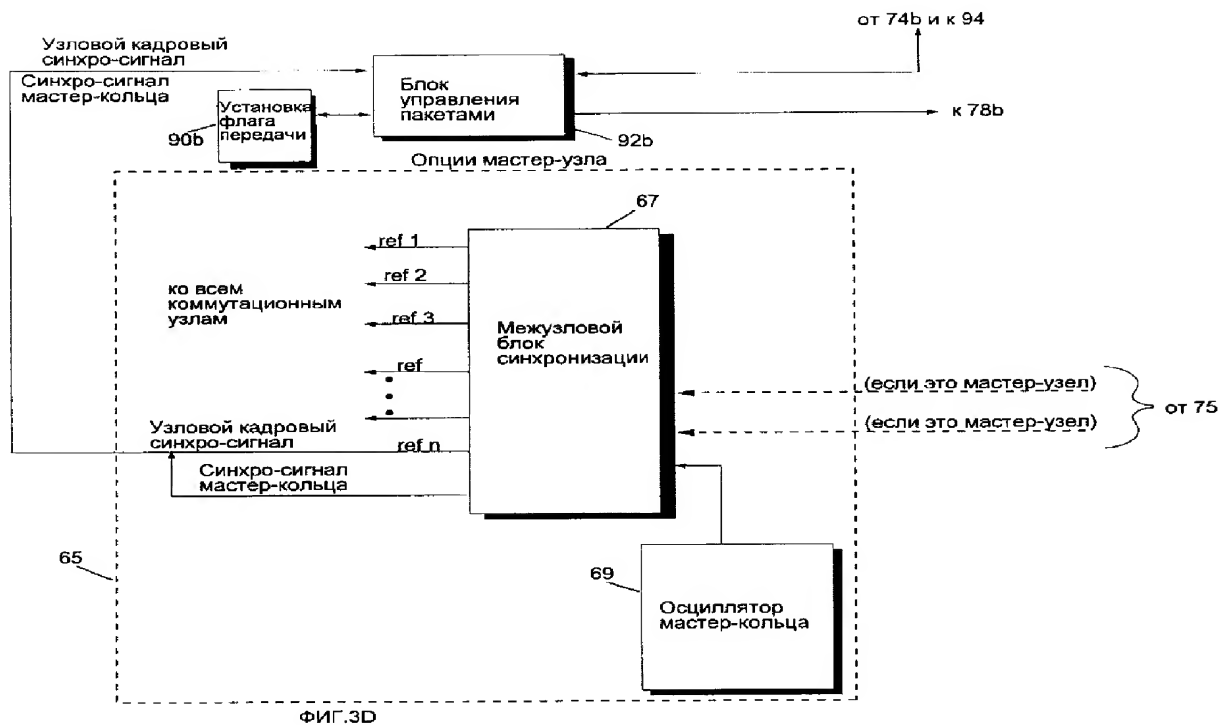 от 74b и к 94
Узловой кадровый
синхро-сигнал
Синхро-сигнал
мастер-кольца
Блок
управления
пакетами
Установка
флага
передачи
к 78b
90b
92b
Опции мастер-узла
67
ref 1
ref 2
ко всем
коммутационным
узлам
ref 3
Межузловой
блок
синхронизации
ref
(если это мастер-узел)
от 75
(если это мастер-узел)
Узловой кадровый
синхро-сигнал
ref n
Синхро-сигнал
мастер-кольца
65
69
Осциллятор
мастер-кольца
ФИГ.3D